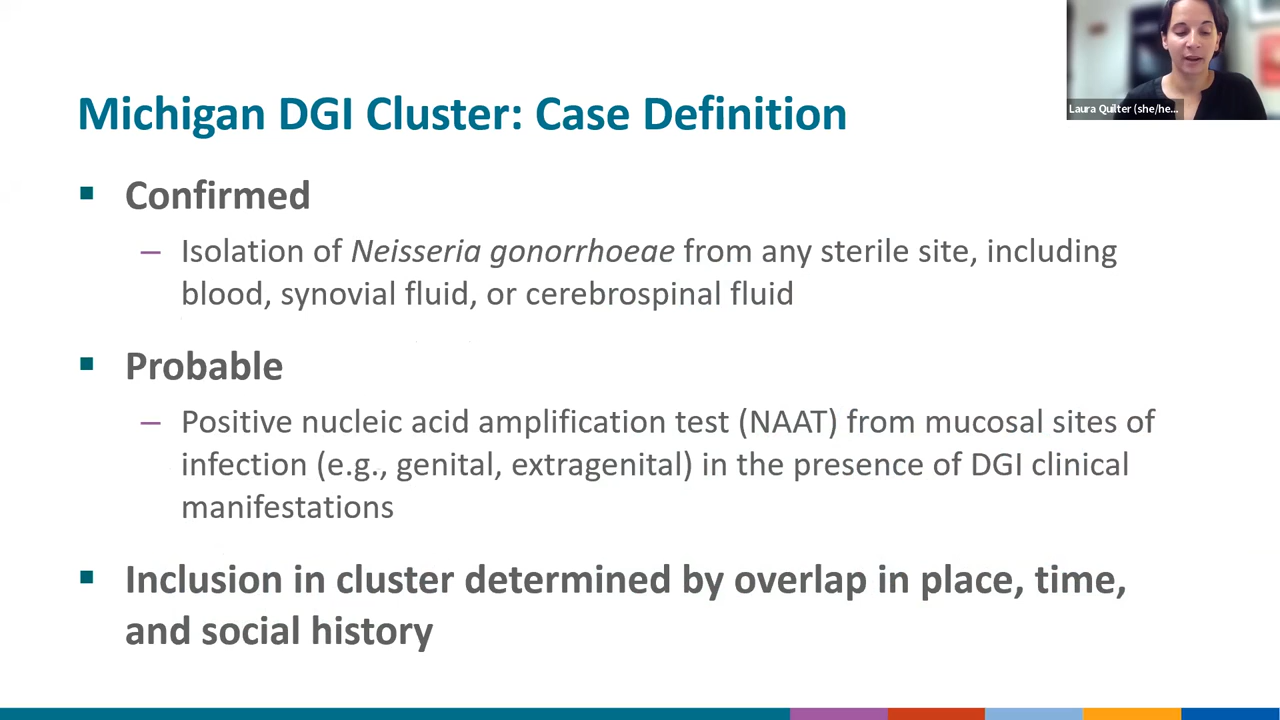 Laura Quilter (she/he...
Michigan DGI Cluster: Case Definition
▪ Confirmed
– Isolation of Neisseria gonorrhoeae from any sterile site, including
blood, synovial fluid, or cerebrospinal fluid
▪ Probable
– Positive nucleic acid amplification test (NAAT) from mucosal sites of
infection (e.g., genital, extragenital) in the presence of DGI clinical
manifestations
▪ Inclusion in cluster determined by overlap in place, time,
and social history